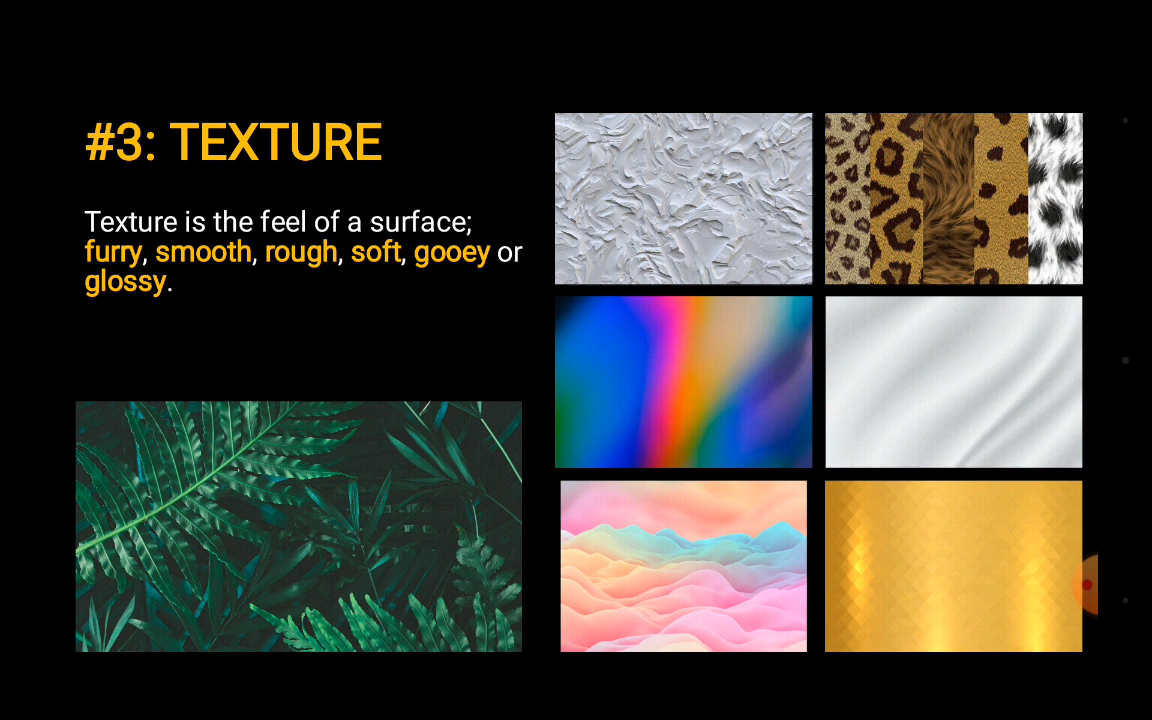 #3: TEXTURE
Texture is the feel of a surface;
furry, smooth, rough, soft, gooey or
glossy.